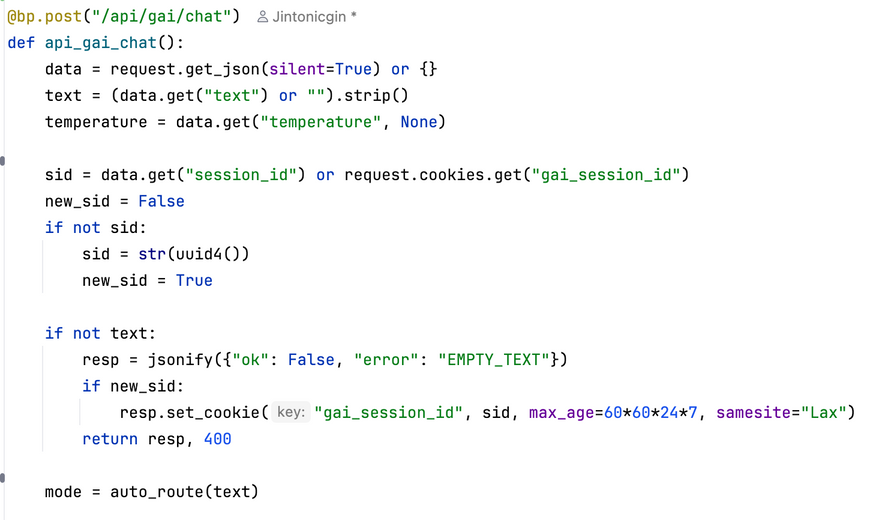 @bp.post("/api/gai/chat") Jintonicgin *
def api_gai_chat():
    data = request.get_json(silent=True) or {}
    text = (data.get("text") or "").strip()
    temperature = data.get("temperature", None)

    sid = data.get("session_id") or request.cookies.get("gai_session_id")
    new_sid = False
    if not sid:
        sid = str(uuid4())
        new_sid = True

    if not text:
        resp = jsonify({"ok": False, "error": "EMPTY_TEXT"})
        if new_sid:
            resp.set_cookie( key: "gai_session_id", sid, max_age=60*60*24*7, samesite="Lax")
        return resp, 400

    mode = auto_route(text)